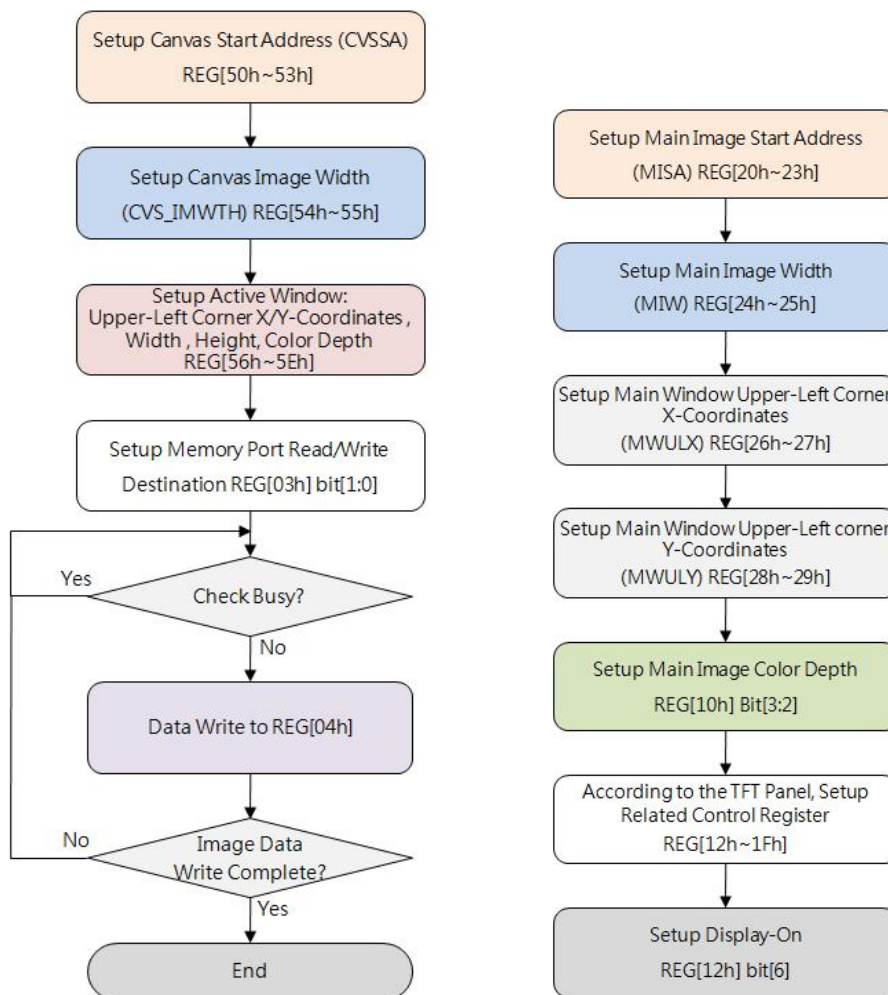 Setup Canvas Start Address (CVSSA)
REG[50h~53h]
Setup Canvas Image Width
(CVS_IMWTH) REG[54h~55h]
Setup Active Window:
Upper-Left Corner X/Y-Coordinates ,
Width , Height, Color Depth
REG[56h~5Eh]
Setup Memory Port Read/Write
Destination REG[03h] bit[1:0]
Yes
Check Busy?
No
Data Write to REG[04h]
No
Image Data
Write Complete?
Yes
End
Setup Main Image Start Address
(MISA) REG[20h~23h]
Setup Main Image Width
(MIW) REG[24h~25h]
Setup Main Window Upper-Left Corner
X-Coordinates
(MWULX) REG[26h~27h]
Setup Main Window Upper-Left corner
Y-Coordinates
(MWULY) REG[28h~29h]
Setup Main Image Color Depth
REG[10h] Bit[3:2]
According to the TFT Panel, Setup
Related Control Register
REG[12h~1Fh]
Setup Display-On
REG[12h] bit[6]